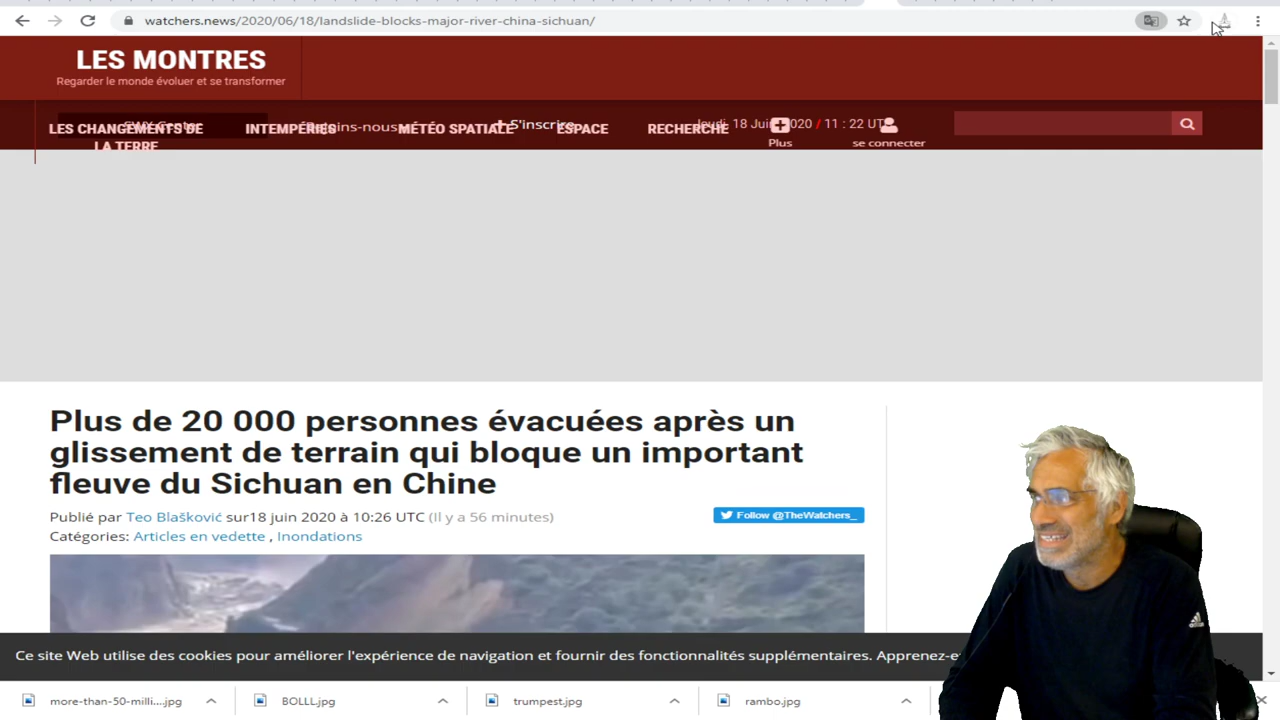 watchers.news/2020/06/18/landslide-blocks-major-river-china-sichuan/
LES MONTRES
Regarder le monde évoluer et se transformer
LES CHANGEMENTS DE
LA TERRE
INTEMPÉRIES
MÉTÉO SPATIALE
+ S'inscrire
ESPACE
RECHERCHE
18
/ 11 : 22 UTC
Plus
se connecter
Plus de 20 000 personnes évacuées après un
glissement de terrain qui bloque un important
fleuve du Sichuan en Chine
Publié par Teo Blašković sur18 juin 2020 à 10:26 UTC (Il y a 56 minutes)
Follow @TheWatchers_
Catégories: Articles en vedette , Inondations
Ce site Web utilise des cookies pour améliorer l'expérience de navigation et fournir des fonctionnalités supplémentaires.
more-than-50-milli....jpg
BOLLL.jpg
trumpest.jpg
rambo.jpg